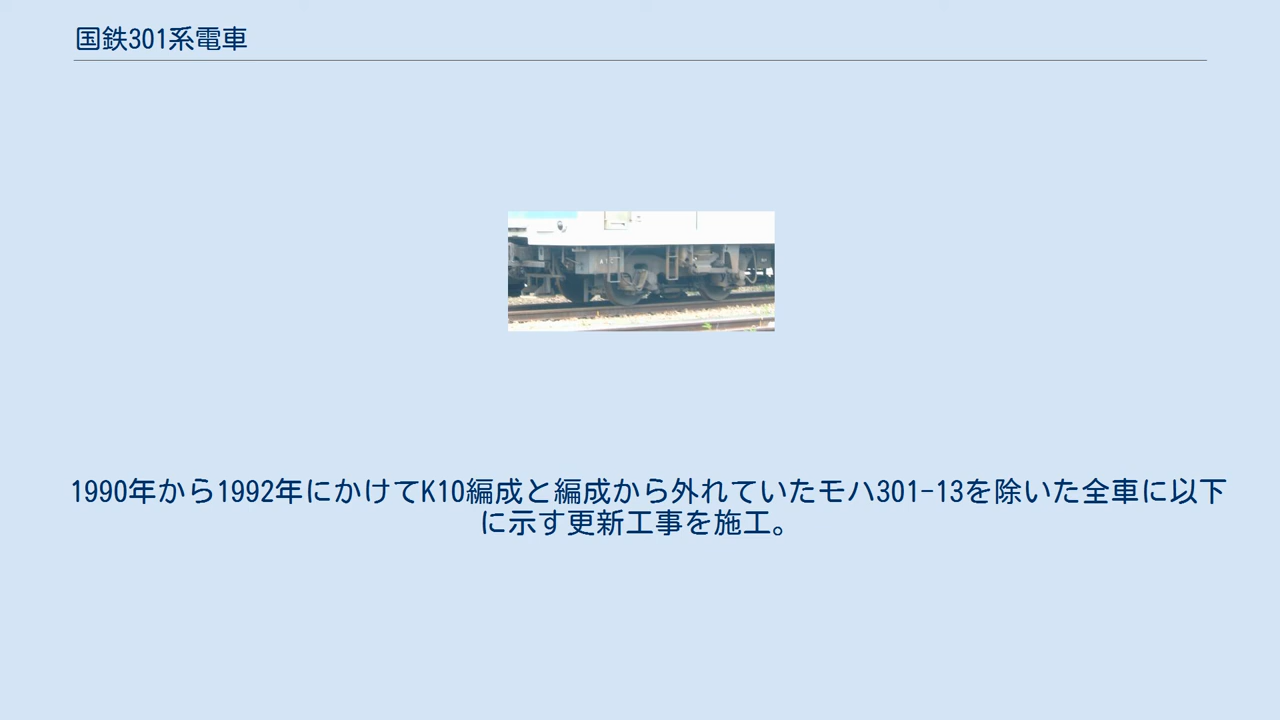 国鉄301系電車
1990年から1992年にかけてK10編成と編成から外れていたモハ301-13を除いた全車に以下
に示す更新工事を施工。